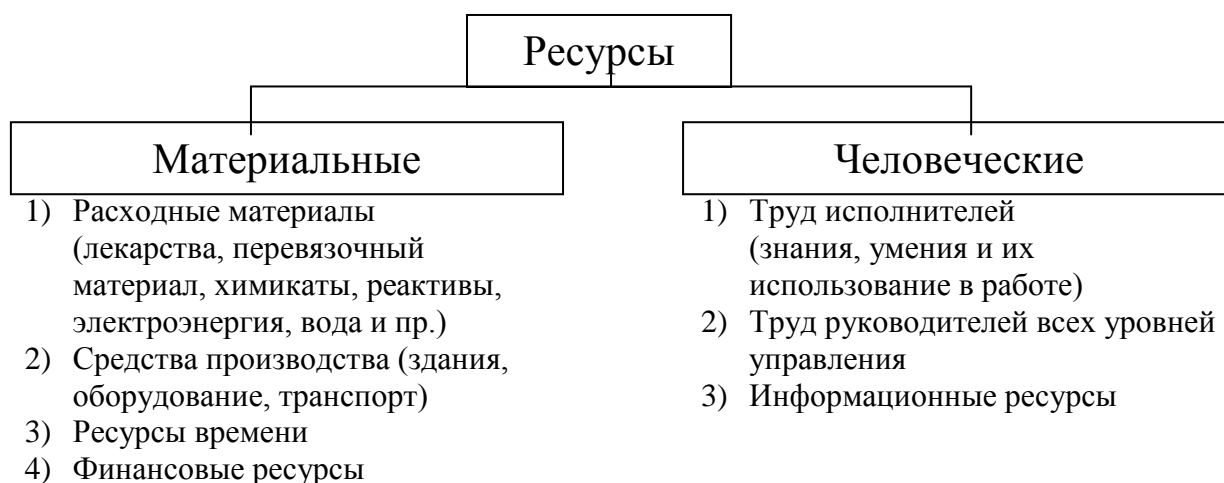 Ресурсы
Материальные
1) Расходные материалы
(лекарства, перевязочный
материал, химикаты, реактивы,
электроэнергия, вода и пр.)
2) Средства производства (здания,
оборудование, транспорт)
3) Ресурсы времени
4) Финансовые ресурсы
Человеческие
1) Труд исполнителей
(знания, умения и их
использование в работе)
2) Труд руководителей всех уровней
управления
3) Информационные ресурсы